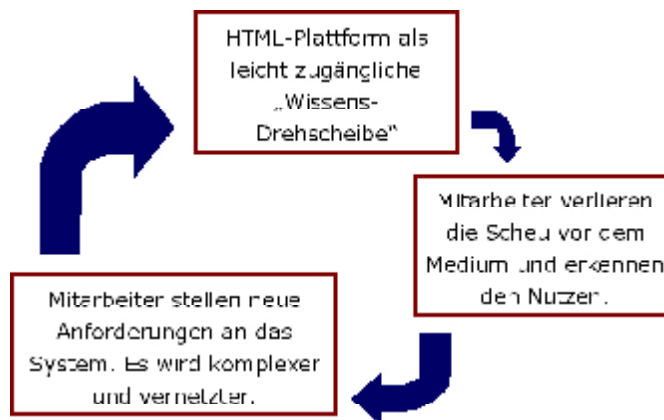 HTML-Plattform als
leicht zugängliche
„Wissens-
Drehscheibe“
Mitarbeiter verlieren
die Scheu vor dem
Medium und erkennen
den Nutzen.
Mitarbeiter stellen neue
Anforderungen an das
System. Es wird komplexer
und vernetzter.